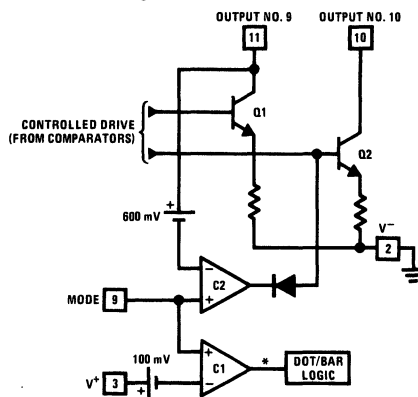 OUTPUT NO. 9
OUTPUT NO. 10
11
10
Q1
CONTROLLED DRIVE
(FROM COMPARATORS)
Q2
+
600 mV
V−
2
−
C2
+
MODE
9
100 mV
+
C1
*
DOT/BAR
LOGIC
V+
3
+
−